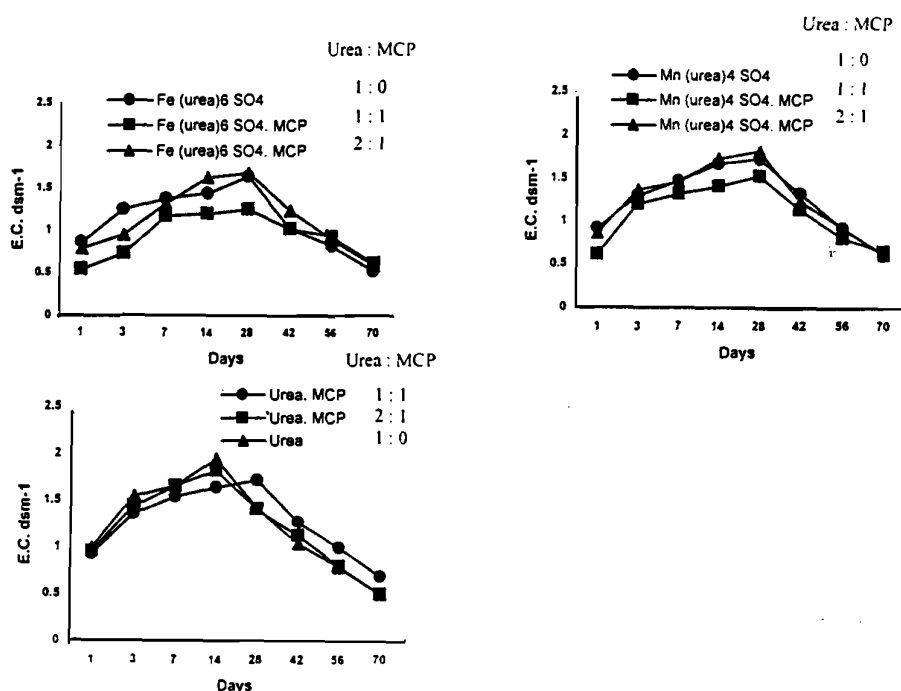 Urea : MCP
Fe (urea)6 SO4 1 : 0
Fe (urea)6 SO4. MCP 1 : 1
Fe (urea)6 SO4. MCP 2 : 1
E.C. dsm-1
2.5
2
1.5
1
0.5
0
1 3 7 14 28 42 56 70
Days
Urea : MCP
Mn (urea)4 SO4 1 : 0
Mn (urea)4 SO4. MCP 1 : 1
Mn (urea)4 SO4. MCP 2 : 1
E.C. dsm-1
2.5
2
1.5
1
0.5
0
1 3 7 14 28 42 56 70
Days
Urea : MCP
Urea. MCP 1 : 1
Urea. MCP 2 : 1
Urea 1 : 0
E.C. dsm-1
2.5
2
1.5
1
0.5
0
1 3 7 14 28 42 56 70
Days